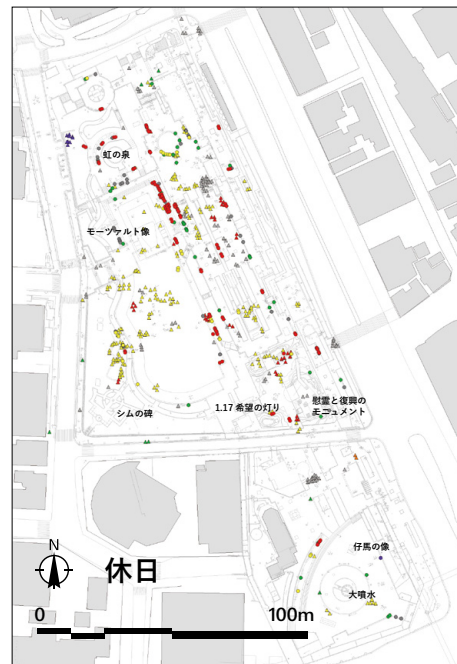 虹の泉
モーツァルト像
シムの碑
1.17 希望の灯り
慰霊と復興の
モニュメント
仔馬の像
大噴水
N
休日
0
100m